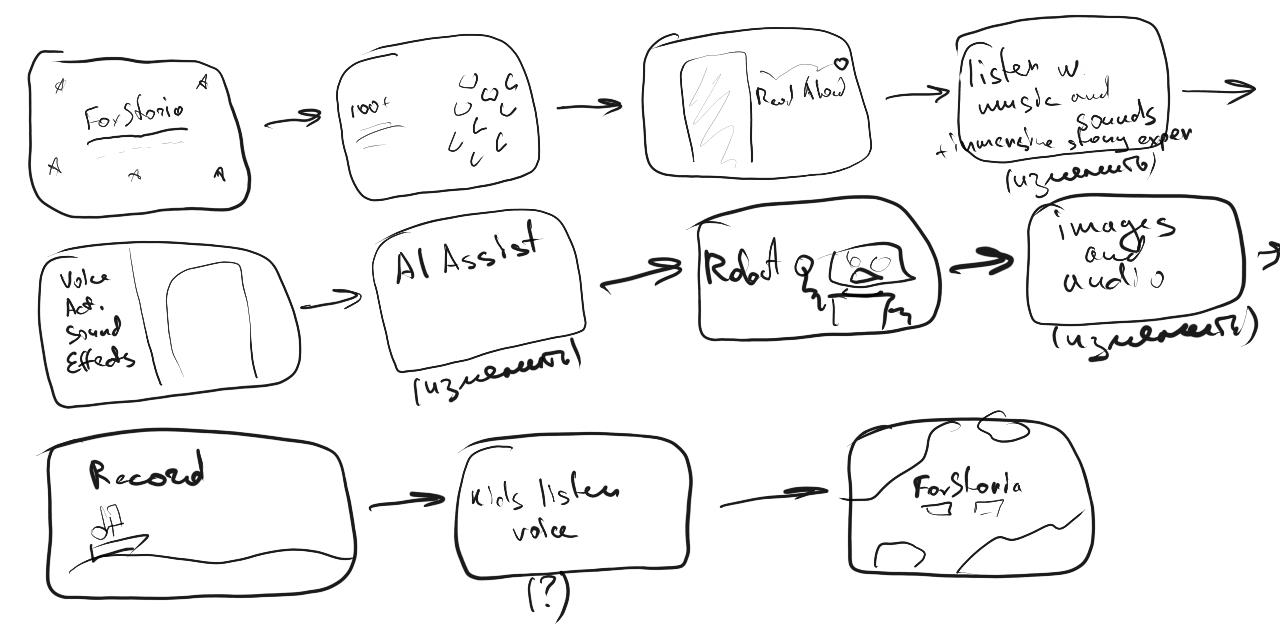 ForStoria
100+
Read Aloud
listen w.
music and
sounds
+ immersive story exper
(изменить)
Voice
Act.
Sound
Effects
AI Assist
(изменить)
Robot
images
and
audio
(изменить)
Record
Kids listen
voice
(?)
ForStoria